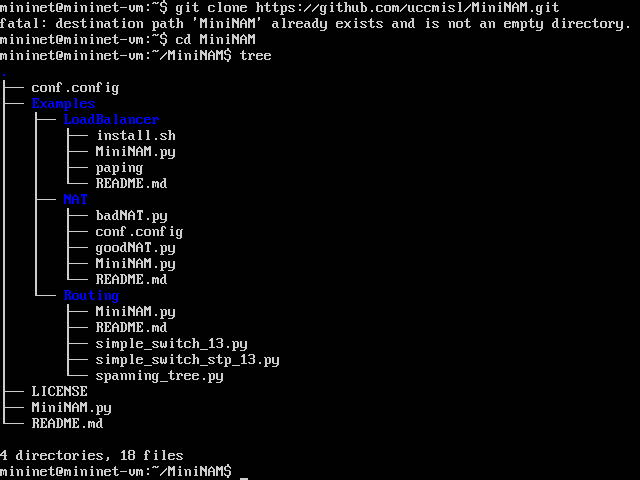 mininet@mininet-vm:~$ git clone https://github.com/uccmisl/MiniNAM.git
fatal: destination path 'MiniNAM' already exists and is not an empty directory.
mininet@mininet-vm:~$ cd MiniNAM
mininet@mininet-vm:~/MiniNAM$ tree
.
├── conf.config
├── Examples
│   ├── LoadBalancer
│   │   ├── install.sh
│   │   ├── MiniNAM.py
│   │   ├── paping
│   │   └── README.md
│   ├── NAT
│   │   ├── badNAT.py
│   │   ├── conf.config
│   │   ├── goodNAT.py
│   │   ├── MiniNAM.py
│   │   └── README.md
│   └── Routing
│       ├── MiniNAM.py
│       ├── README.md
│       ├── simple_switch_13.py
│       ├── simple_switch_stp_13.py
│       └── spanning_tree.py
├── LICENSE
├── MiniNAM.py
└── README.md
4 directories, 18 files
mininet@mininet-vm:~/MiniNAM$ _